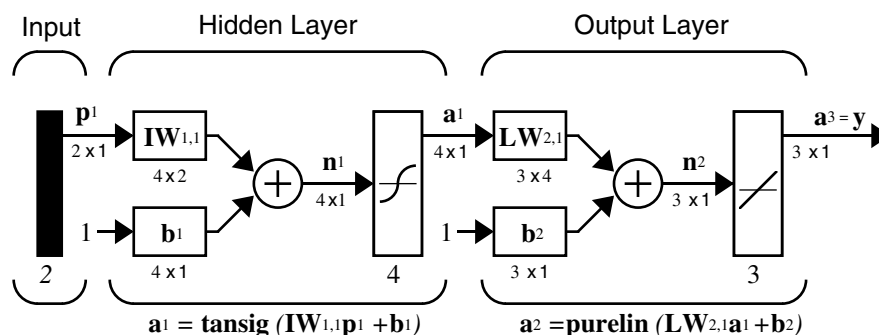 Input Hidden Layer Output Layer
p1 a1 a3 = y
IW1,1 LW2,1
2 x 1 4 x 1 3 x 1
n1 n2
4 x 2 3 x 4
4 x 1 3 x 1
1 b1 1 b2
2 4 x 1 4 3 x 1 3
a1 = tansig (IW1,1p1 +b1) a2 =purelin (LW2,1a1 +b2)